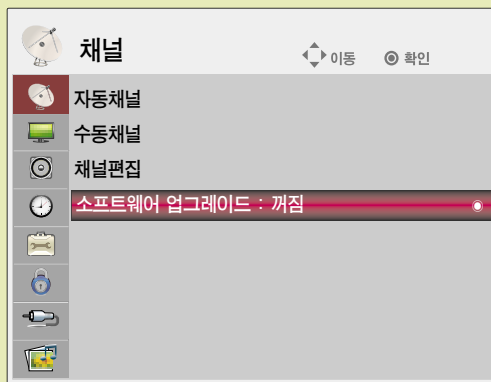 채널 이동 확인
자동채널
수동채널
채널편집
소프트웨어 업그레이드 : 꺼짐